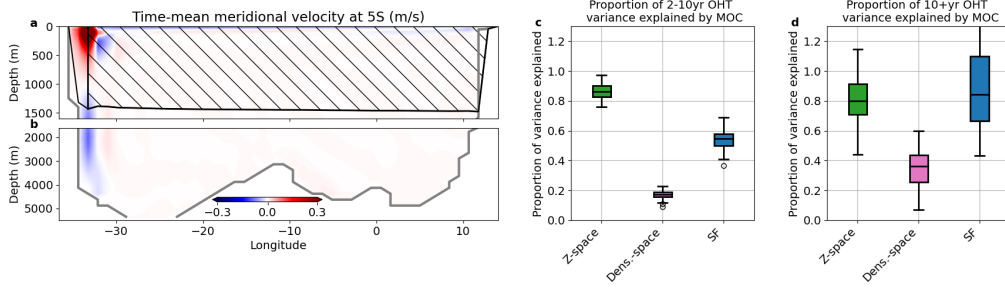 a
Time-mean meridional velocity at 5S (m/s)
Depth (m)
0
500
1000
1500
b
Depth (m)
2000
3000
4000
5000
−0.3 0.0 0.3
−30 −20 −10 0 10
Longitude
c
Proportion of 2-10yr OHT
variance explained by MOC
Proportion of variance explained
1.2
1.0
0.8
0.6
0.4
0.2
0.0
Z-space
Dens.-space
SF
d
Proportion of 10+yr OHT
variance explained by MOC
Proportion of variance explained
1.2
1.0
0.8
0.6
0.4
0.2
0.0
Z-space
Dens.-space
SF